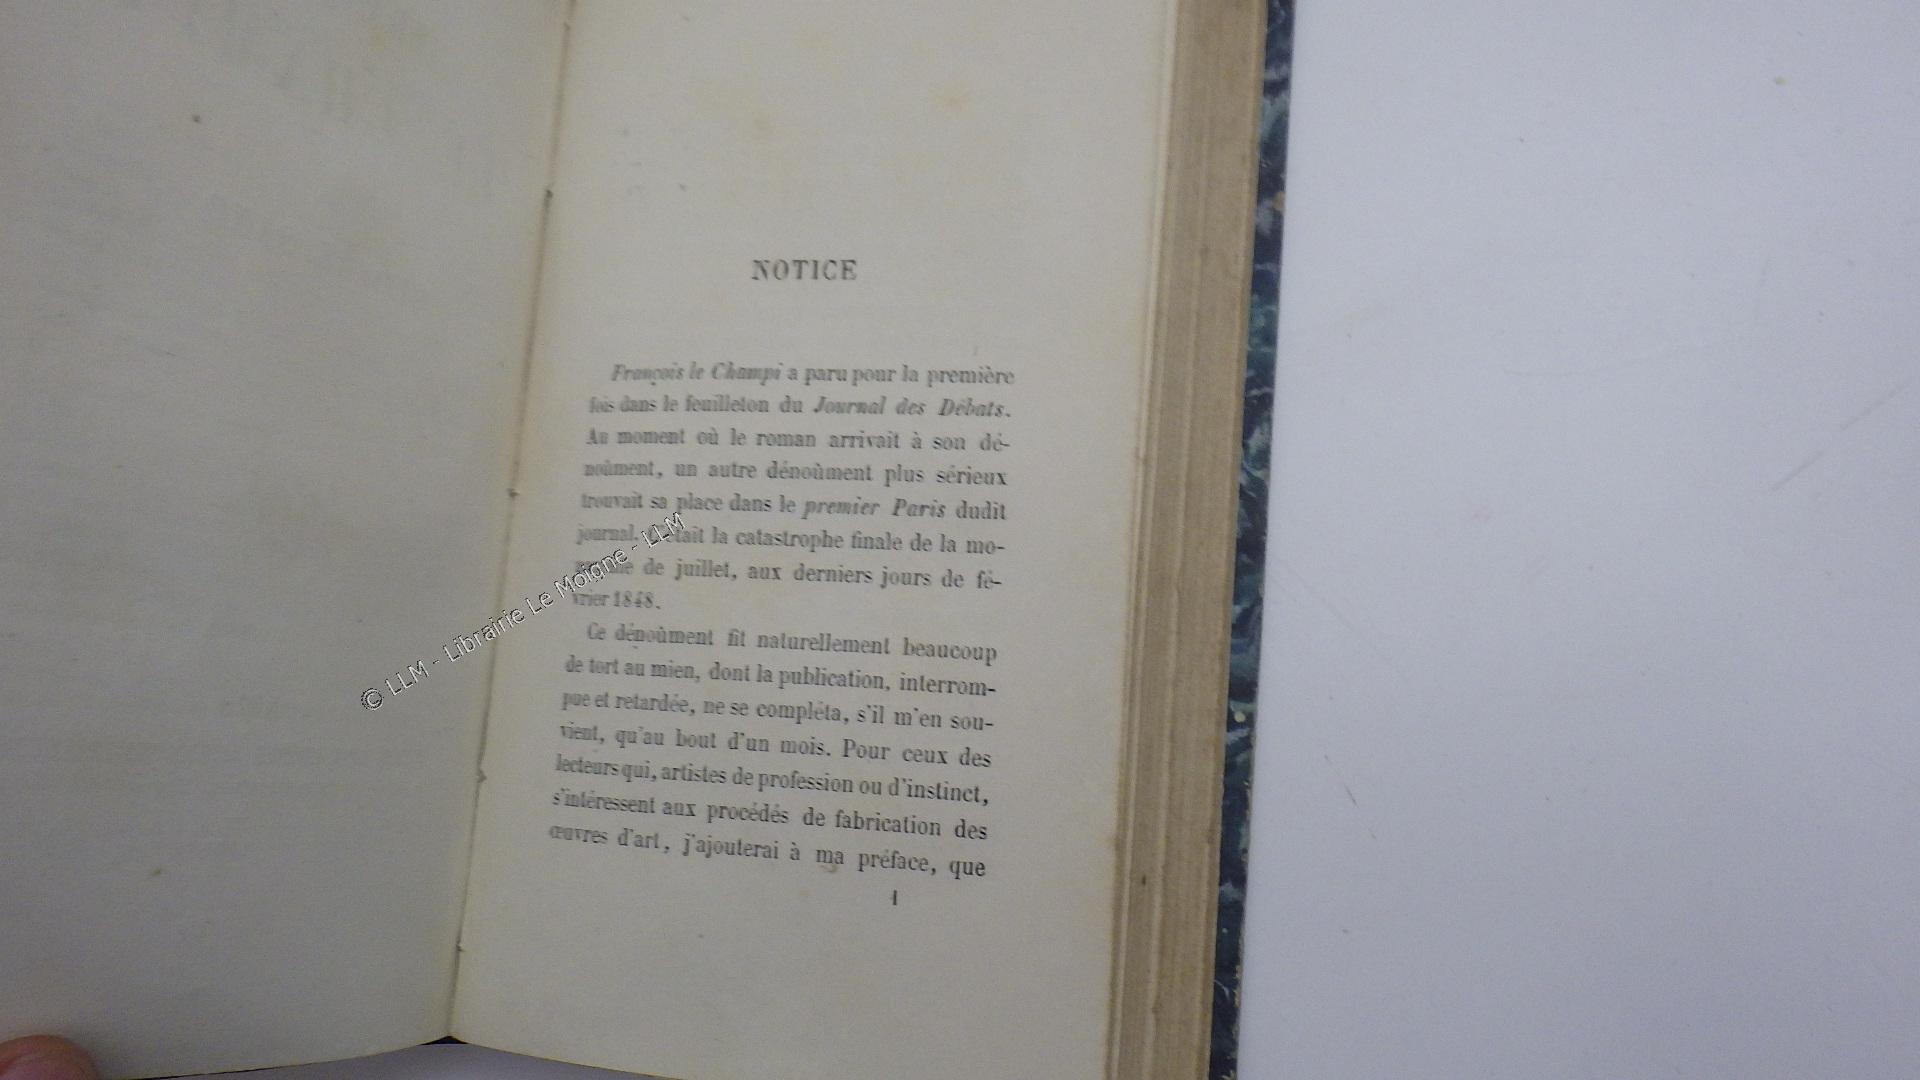 NOTICE
François le Champi a paru pour la première
fois dans le feuilleton du Journal des Débats.
Au moment où le roman arrivait à son dé-
noûment, un autre dénoûment plus sérieux
trouvait sa place dans le premier Paris dudit
journal. C'était la catastrophe finale de la mo-
de juillet, aux derniers jours de fé-
vrier 1848.
Ce dénoûment fit naturellement beaucoup
de tort au mien, dont la publication, interrom-
pue et retardée, ne se compléta, s'il m'en sou-
vient, qu'au bout d'un mois. Pour ceux des
lecteurs qui, artistes de profession ou d'instinct,
s'intéressent aux procédés de fabrication des
œuvres d'art, j'ajouterai à ma préface, que
1
© LLM - Librairie Le Moigne - LLM